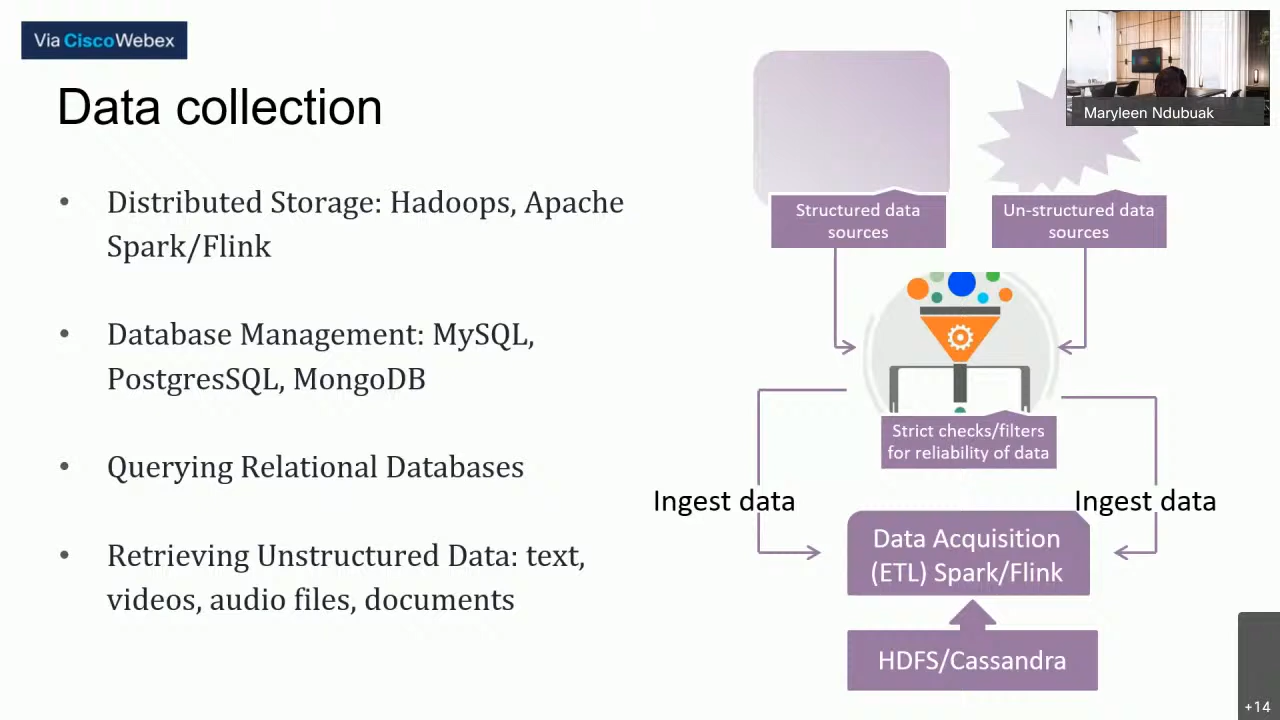 Via CiscoWebex
Data collection
• Distributed Storage: Hadoops, Apache
Spark/Flink
• Database Management: MySQL,
PostgresSQL, MongoDB
• Querying Relational Databases
• Retrieving Unstructured Data: text,
videos, audio files, documents
Maryleen Ndubuak
Structured data
sources
Un-structured data
sources
Strict checks/filters
for reliability of data
Ingest data
Ingest data
Data Acquisition
(ETL) Spark/Flink
HDFS/Cassandra
+14